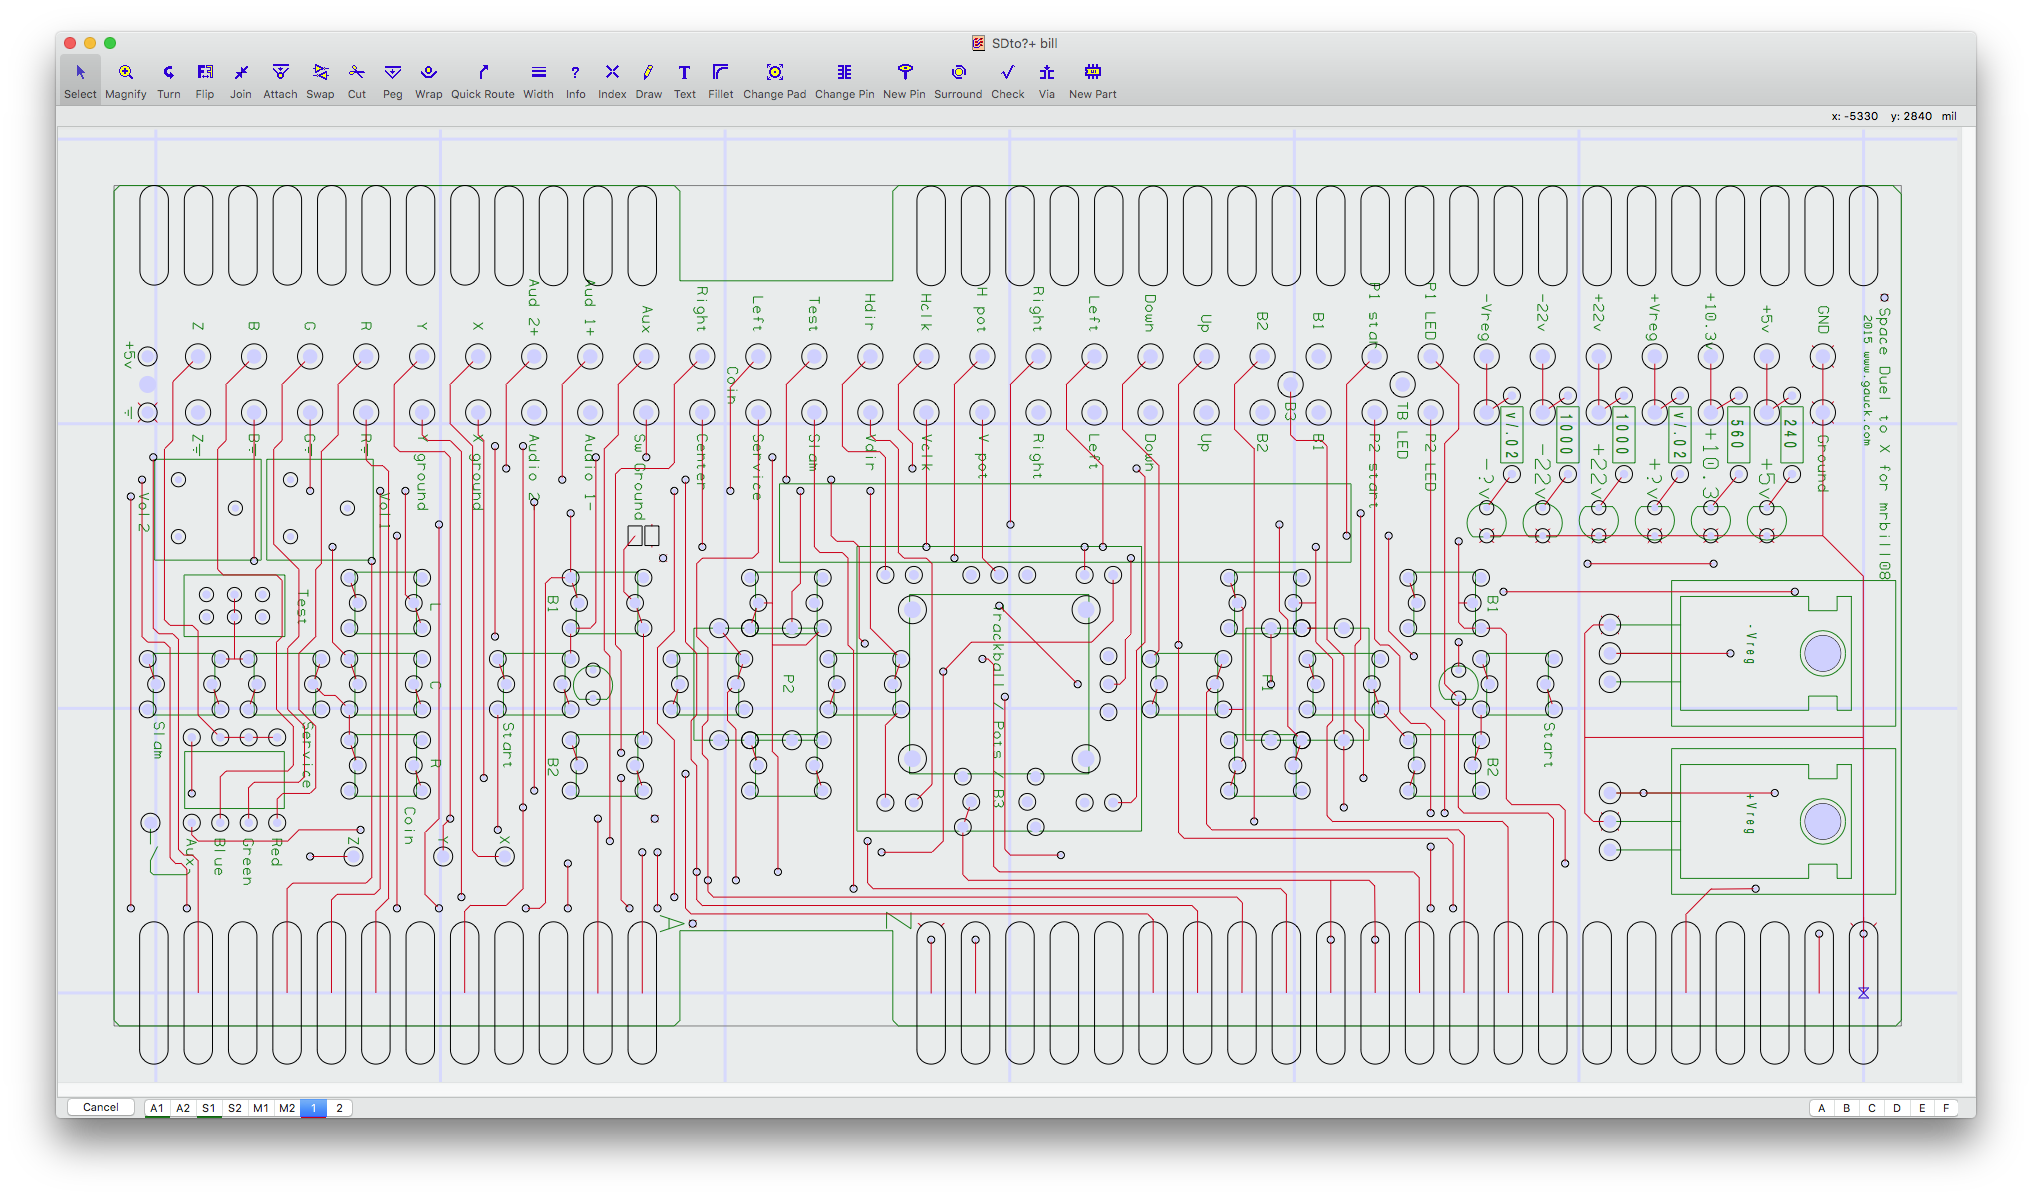 SDto?+ bill
Select Magnify Turn Flip Join Attach Swap Cut Peg Wrap Quick Route Width Info Index Draw Text Fillet Change Pad Change Pin New Pin Surround Check Via New Part
x: -5330 y: 2840 mil
Z B G R Y X Aud 2+ Aud 1+ Aux Right Left Test Hdir Hclk H pot Right Left Down Up B2 B1 P1 star P1 LED -Vreg -22v +22v +Vreg +10.3v +5v GND
+5v
Coin
B3
TB LED
Space Duel to X for mrbill108
2015 www.gauck.com
Z B G R Y ground X ground Audio 2 Audio 1- Sw Ground Center Service Slam Vdir Vclk V pot Right Left Down Up B2 B1 P2 start P2 LED -?v -22v +22v +?v +10.3 +5v Ground
V/.02 1000 1000 V/.02 560 240
Vol 2
Vol 1
Test
L
B1
Trackball / Pots / B3
B1
-Vreg
C
P2
P1
Slam
Service
Start
Start
R
B2
B2
+Vreg
Coin
Aux
Blue
Green
Red
Z
Y
X
A
Z
Cancel
A1 A2 S1 S2 M1 M2 1 2
A B C D E F